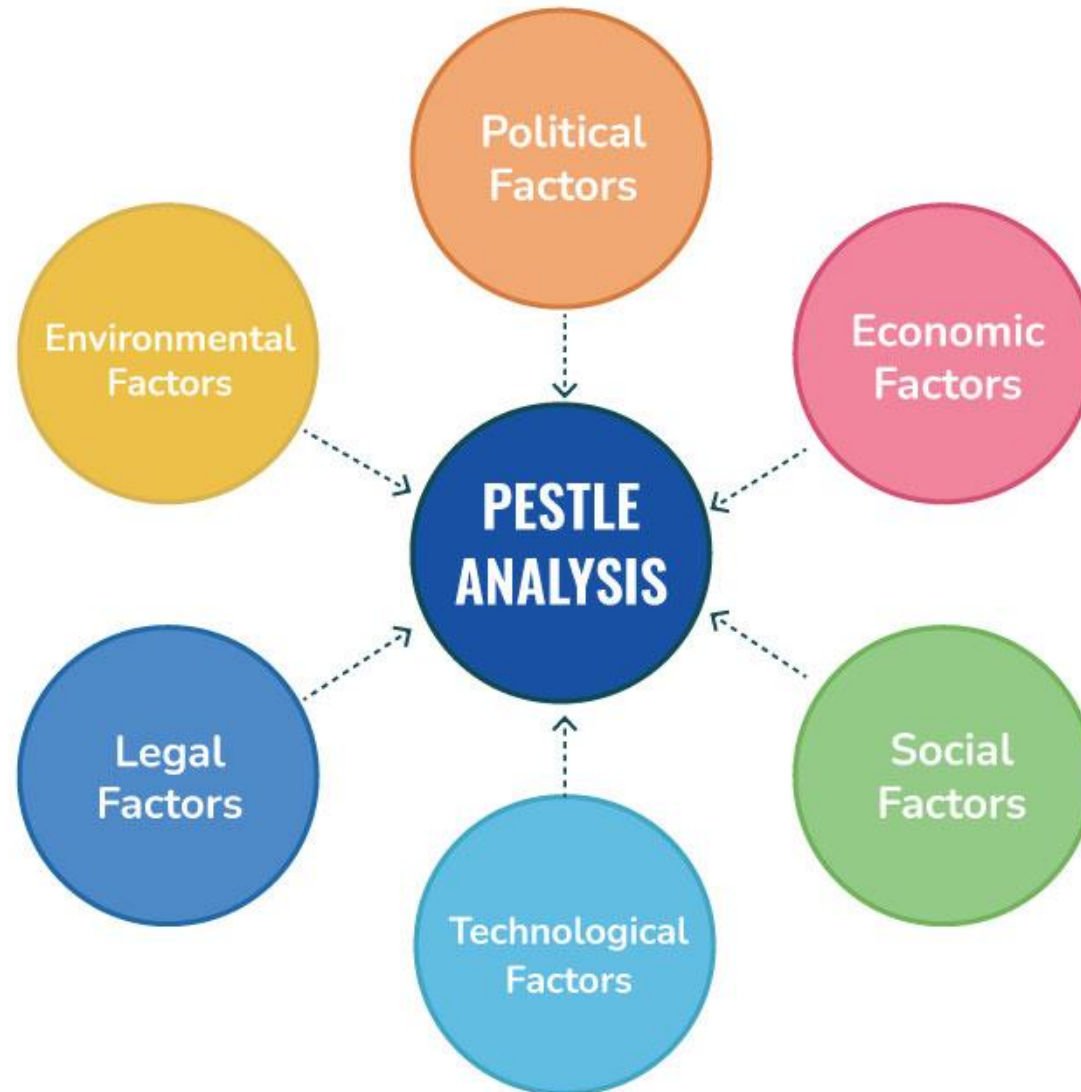 Political
Factors
Environmental
Factors
Economic
Factors
PESTLE
ANALYSIS
Legal
Factors
Social
Factors
Technological
Factors